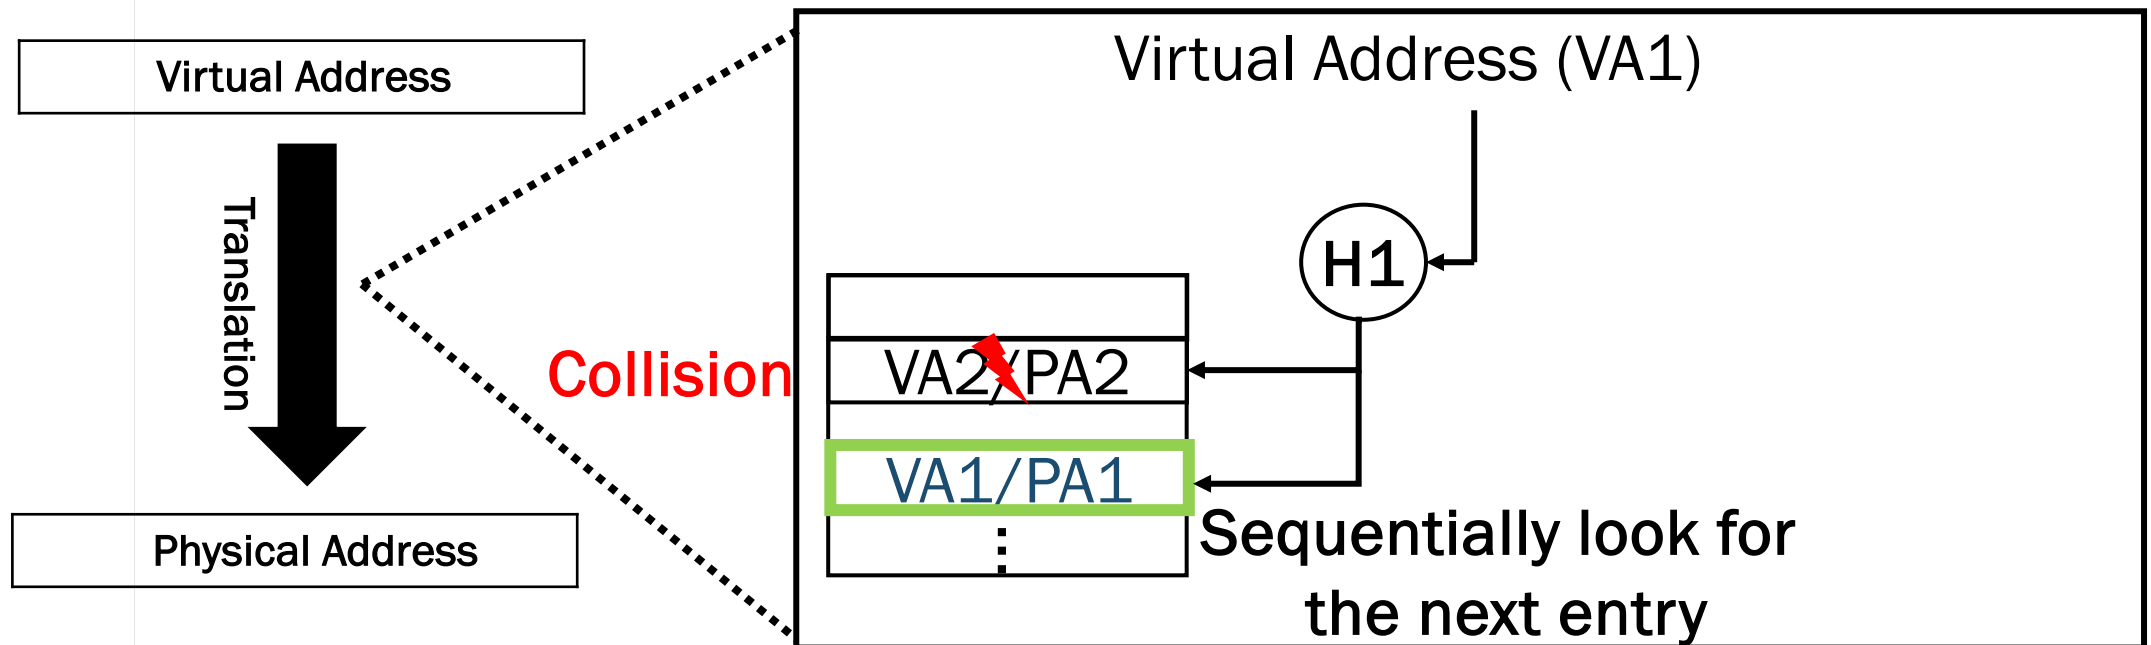 Virtual Address
Translation
Physical Address
Collision
Virtual Address (VA1)
H1
VA2/PA2
VA1/PA1
Sequentially look for
the next entry